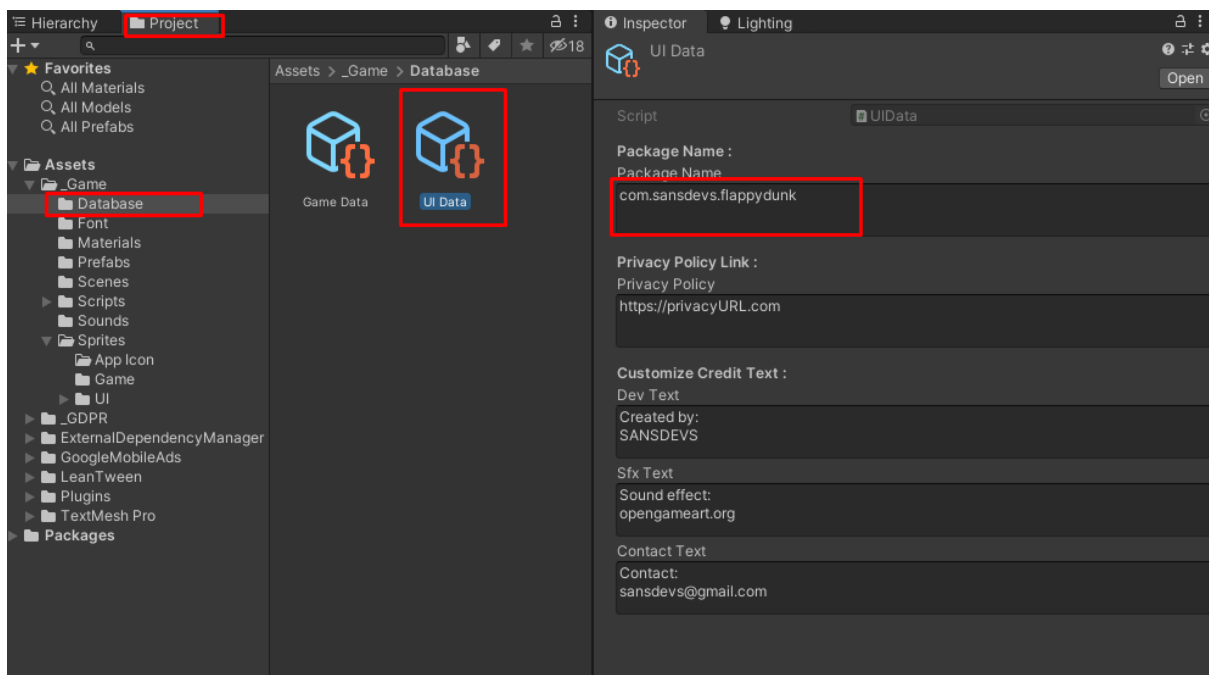 Hierarchy
Project
18
Favorites
All Materials
All Models
All Prefabs
Assets
_Game
Database
Font
Materials
Prefabs
Scenes
Scripts
Sounds
Sprites
App Icon
Game
UI
_GDPR
ExternalDependencyManager
GoogleMobileAds
LeanTween
Plugins
TextMesh Pro
Packages
Assets > _Game > Database
Game Data
UI Data
Inspector
Lighting
UI Data
Open
Script
UIData
Package Name :
Package Name
com.sansdevs.flappydunk
Privacy Policy Link :
Privacy Policy
https://privacyURL.com
Customize Credit Text :
Dev Text
Created by:
SANSDEVS
Sfx Text
Sound effect:
opengameart.org
Contact Text
Contact:
sansdevs@gmail.com